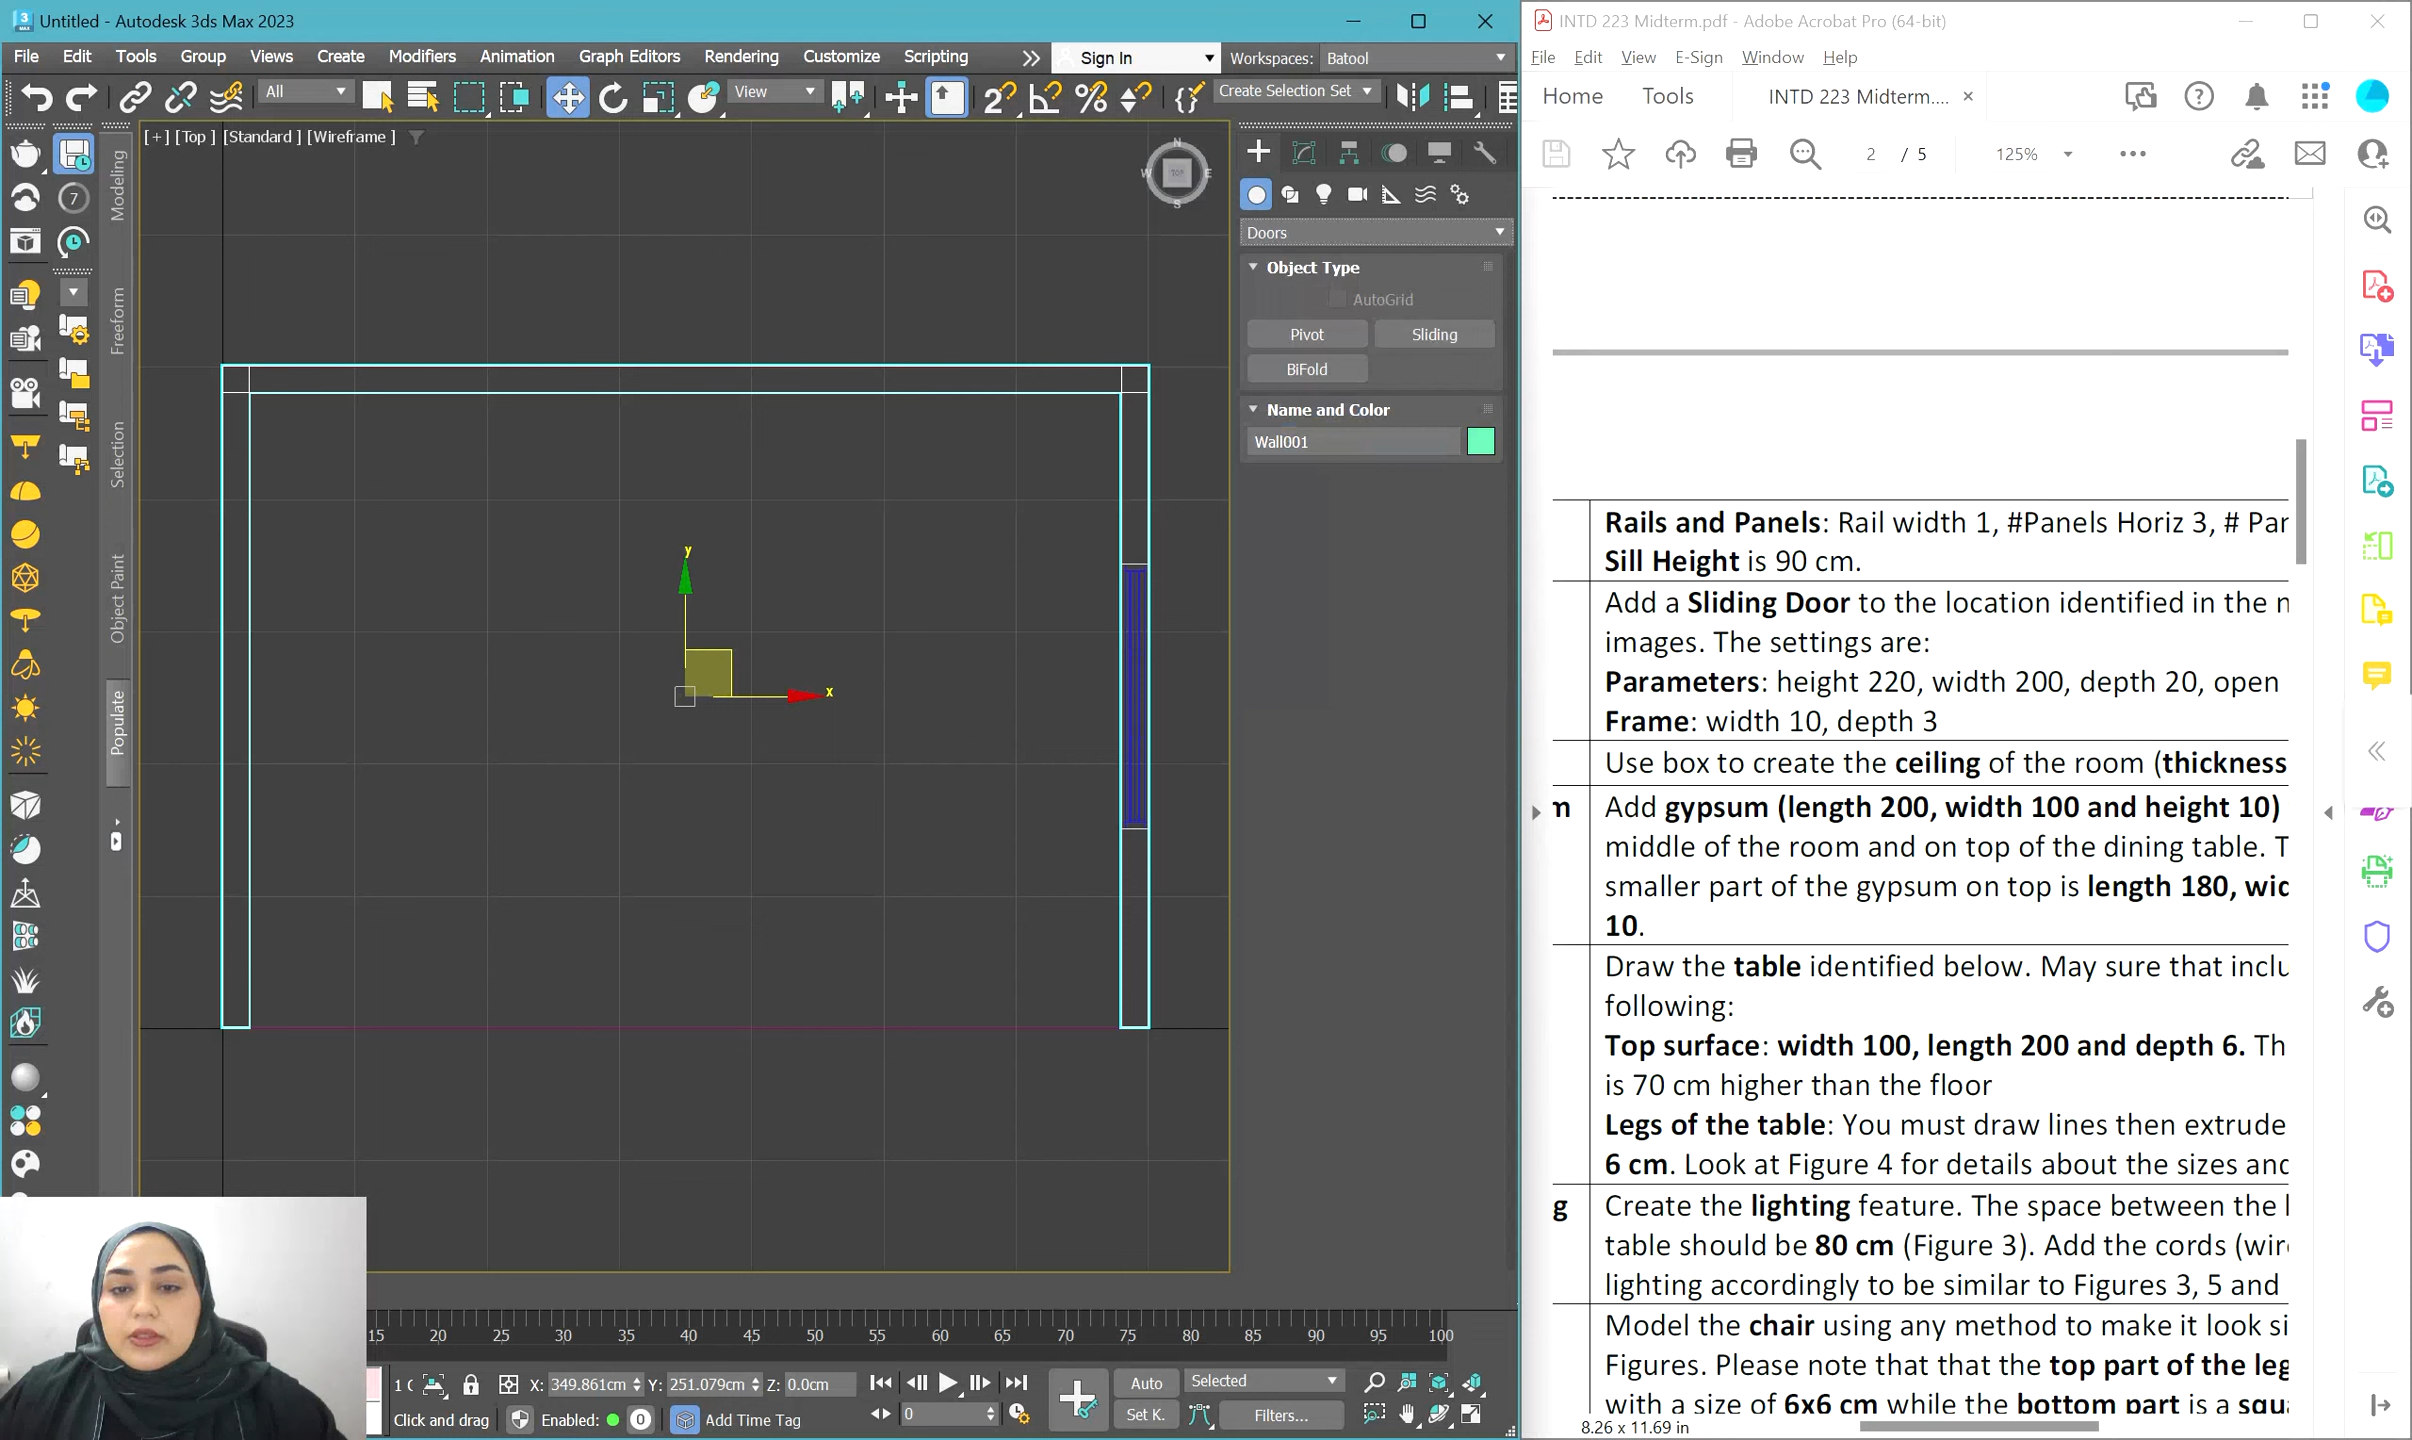 Untitled - Autodesk 3ds Max 2023
File Edit Tools Group Views Create Modifiers Animation Graph Editors Rendering Customize Scripting
Sign In Workspaces: Batool
All View Create Selection Set
[+] [Top ] [Standard ] [Wireframe ]
7
Modeling
Freeform
Selection
Object Paint
Populate
N
W TOP E
S
y
x
Doors
Object Type
AutoGrid
Pivot Sliding
BiFold
Name and Color
Wall001
15 20 25 30 35 40 45 50 55 60 65 70 75 80 85 90 95 100
X: 349.861cm Y: 251.079cm Z: 0.0cm
Auto Selected
Click and drag Enabled: 0 Add Time Tag
0
Set K. Filters...
INTD 223 Midterm.pdf - Adobe Acrobat Pro (64-bit)
File Edit View E-Sign Window Help
Home Tools INTD 223 Midterm.... ×
2 / 5 125%
Rails and Panels: Rail width 1, #Panels Horiz 3, # Par
Sill Height is 90 cm.
Add a Sliding Door to the location identified in the
images. The settings are:
Parameters: height 220, width 200, depth 20, open
Frame: width 10, depth 3
Use box to create the ceiling of the room (thickness
m Add gypsum (length 200, width 100 and height 10)
middle of the room and on top of the dining table. T
smaller part of the gypsum on top is length 180, wid
10.
Draw the table identified below. May sure that inclu
following:
Top surface: width 100, length 200 and depth 6. Th
is 70 cm higher than the floor
Legs of the table: You must draw lines then extrude
6 cm. Look at Figure 4 for details about the sizes and
g Create the lighting feature. The space between the
table should be 80 cm (Figure 3). Add the cords (wir
lighting accordingly to be similar to Figures 3, 5 and
Model the chair using any method to make it look si
Figures. Please note that that the top part of the leg
with a size of 6x6 cm while the bottom part is a squ
8.26 x 11.69 in